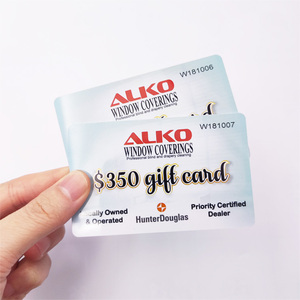 W181006
ALKO
WINDOW COVERINGS
Professional blind and drapery cleaning
W181007
ALKO
WINDOW COVERINGS
Professional blind and drapery cleaning
$350 gift card
& Operated
HunterDouglas
Owned
Priority Certified
Dealer